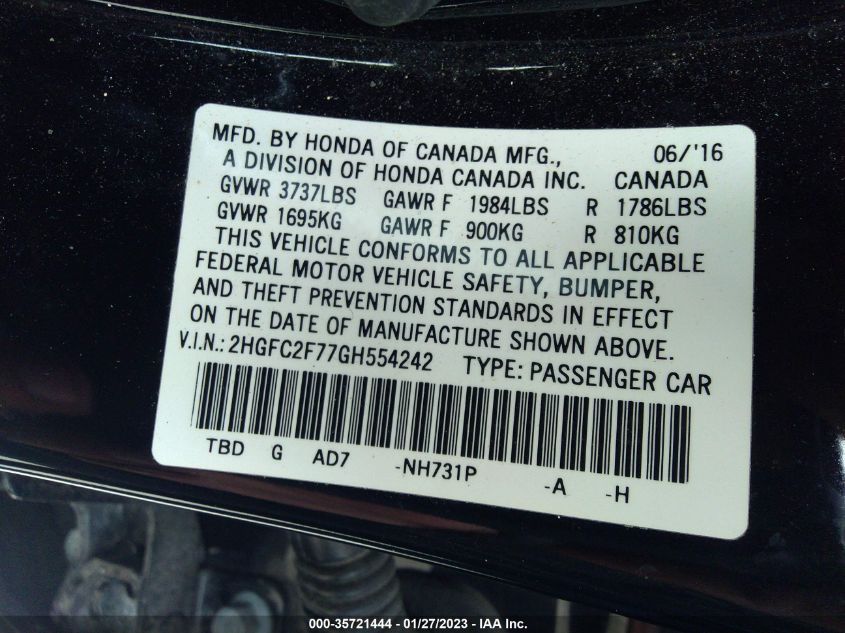 MFD. BY HONDA OF CANADA MFG., 06/'16
A DIVISION OF HONDA CANADA INC. CANADA
GVWR 3737LBS GAWR F 1984LBS R 1786LBS
GVWR 1695KG GAWR F 900KG R 810KG
THIS VEHICLE CONFORMS TO ALL APPLICABLE
FEDERAL MOTOR VEHICLE SAFETY, BUMPER,
AND THEFT PREVENTION STANDARDS IN EFFECT
ON THE DATE OF MANUFACTURE SHOWN ABOVE.
V.I.N.: 2HGFC2F77GH554242 TYPE: PASSENGER CAR
TBD G AD7 -NH731P -A -H
000-35721444 - 01/27/2023 - IAA Inc.